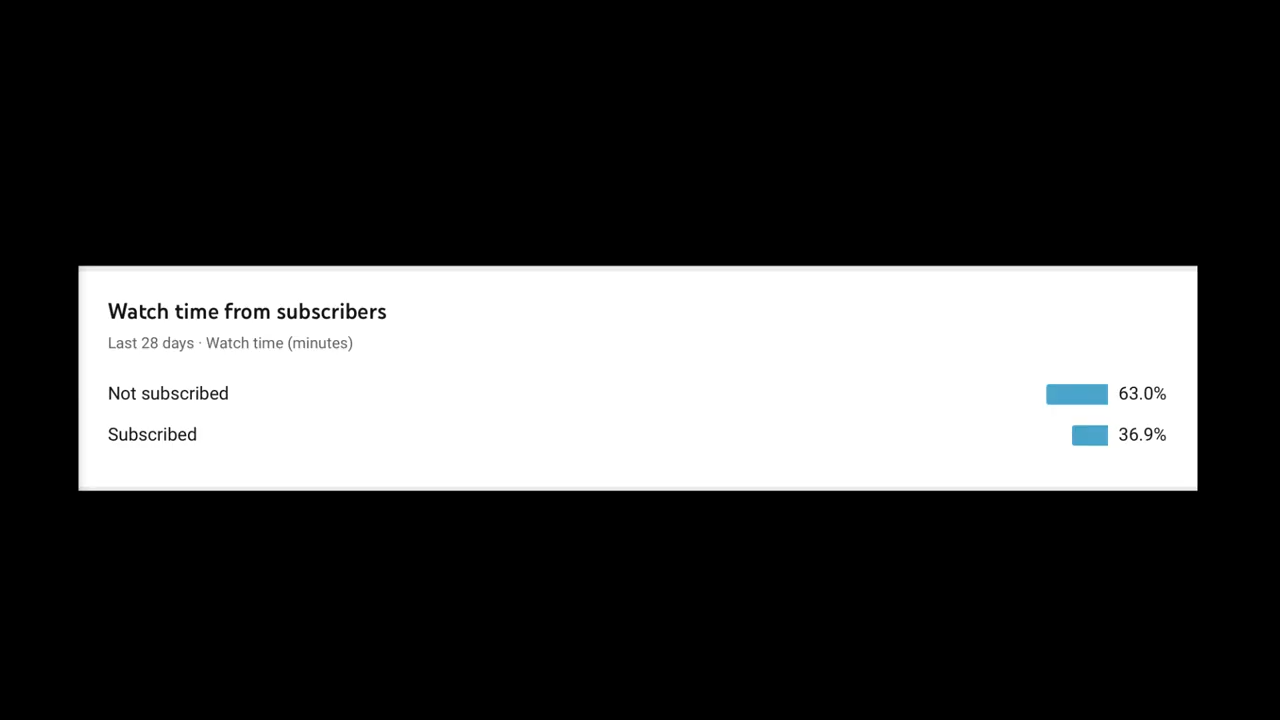 Watch time from subscribers
Last 28 days · Watch time (minutes)
Not subscribed 63.0%
Subscribed 36.9%